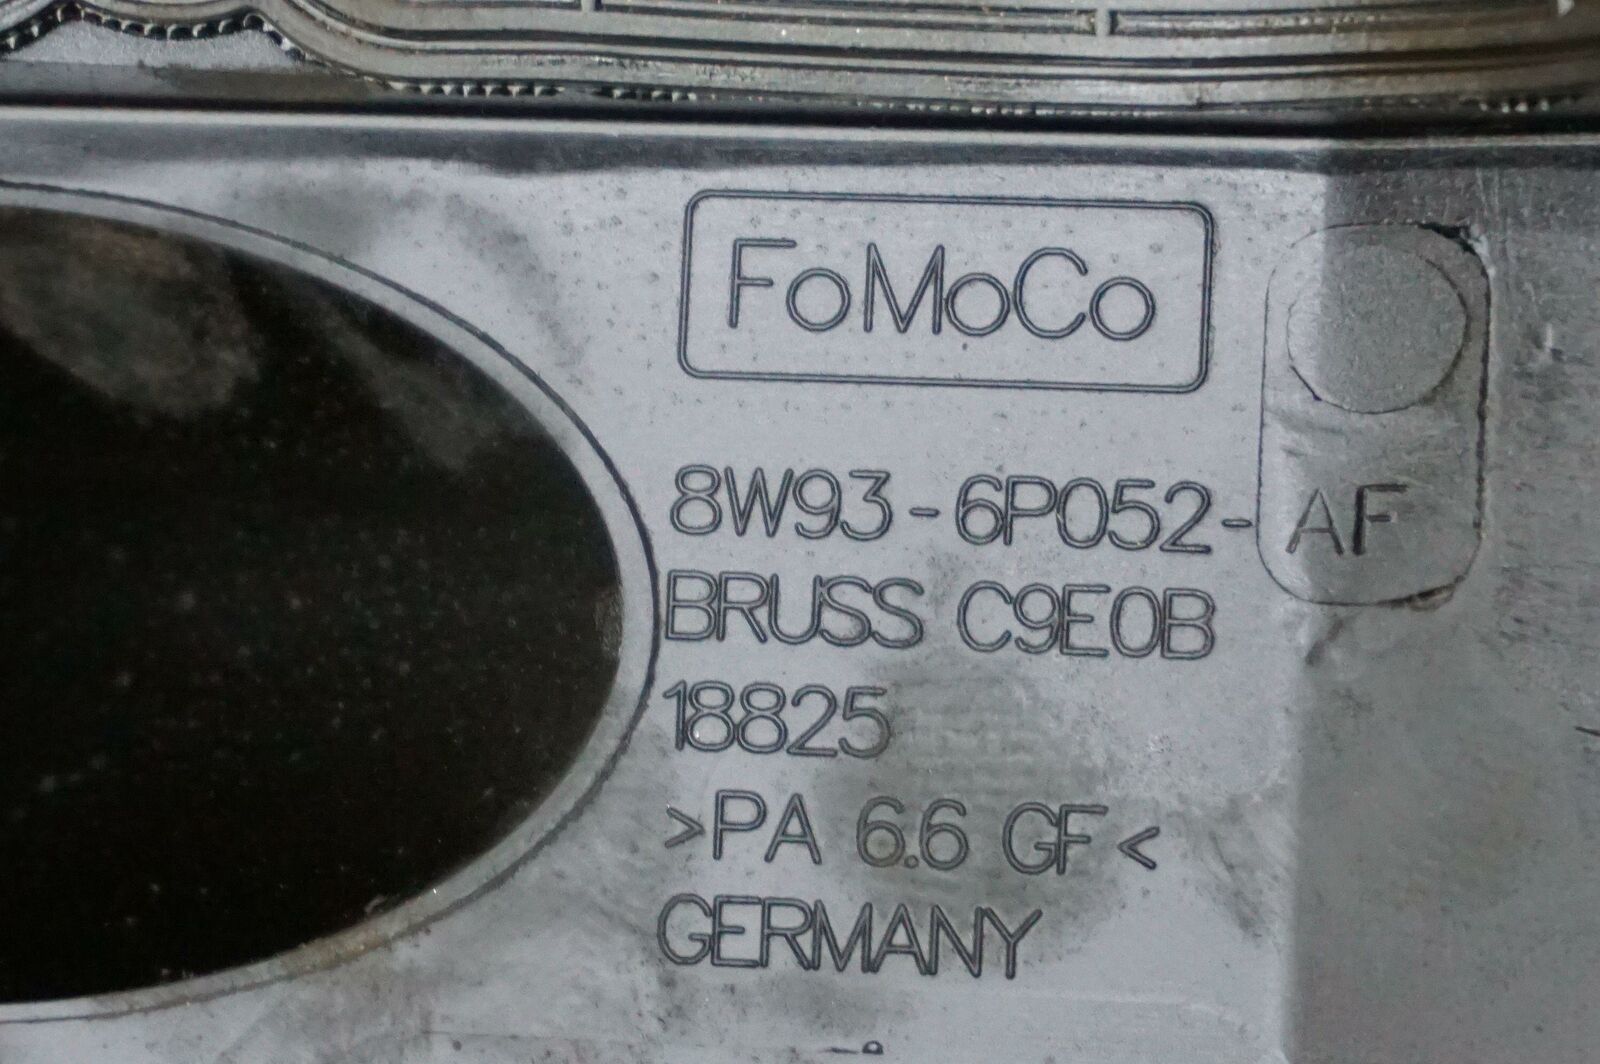 FoMoCo
8W93-6P052-AF
BRUSS C9E0B
18825
>PA 6.6 GF<
GERMANY